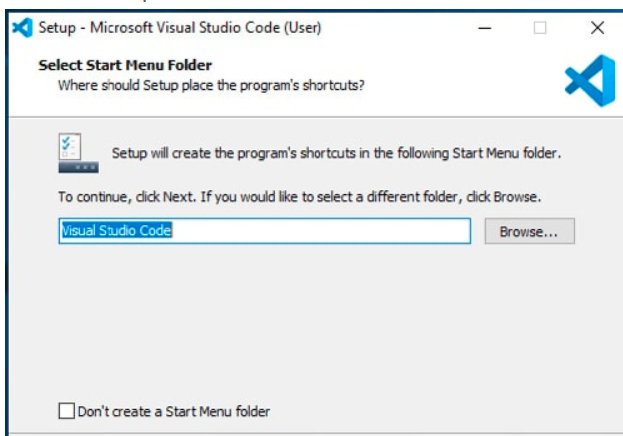 Setup - Microsoft Visual Studio Code (User)
Select Start Menu Folder
Where should Setup place the program's shortcuts?
Setup will create the program's shortcuts in the following Start Menu folder.
To continue, click Next. If you would like to select a different folder, click Browse.
Visual Studio Code
Browse...
Don't create a Start Menu folder